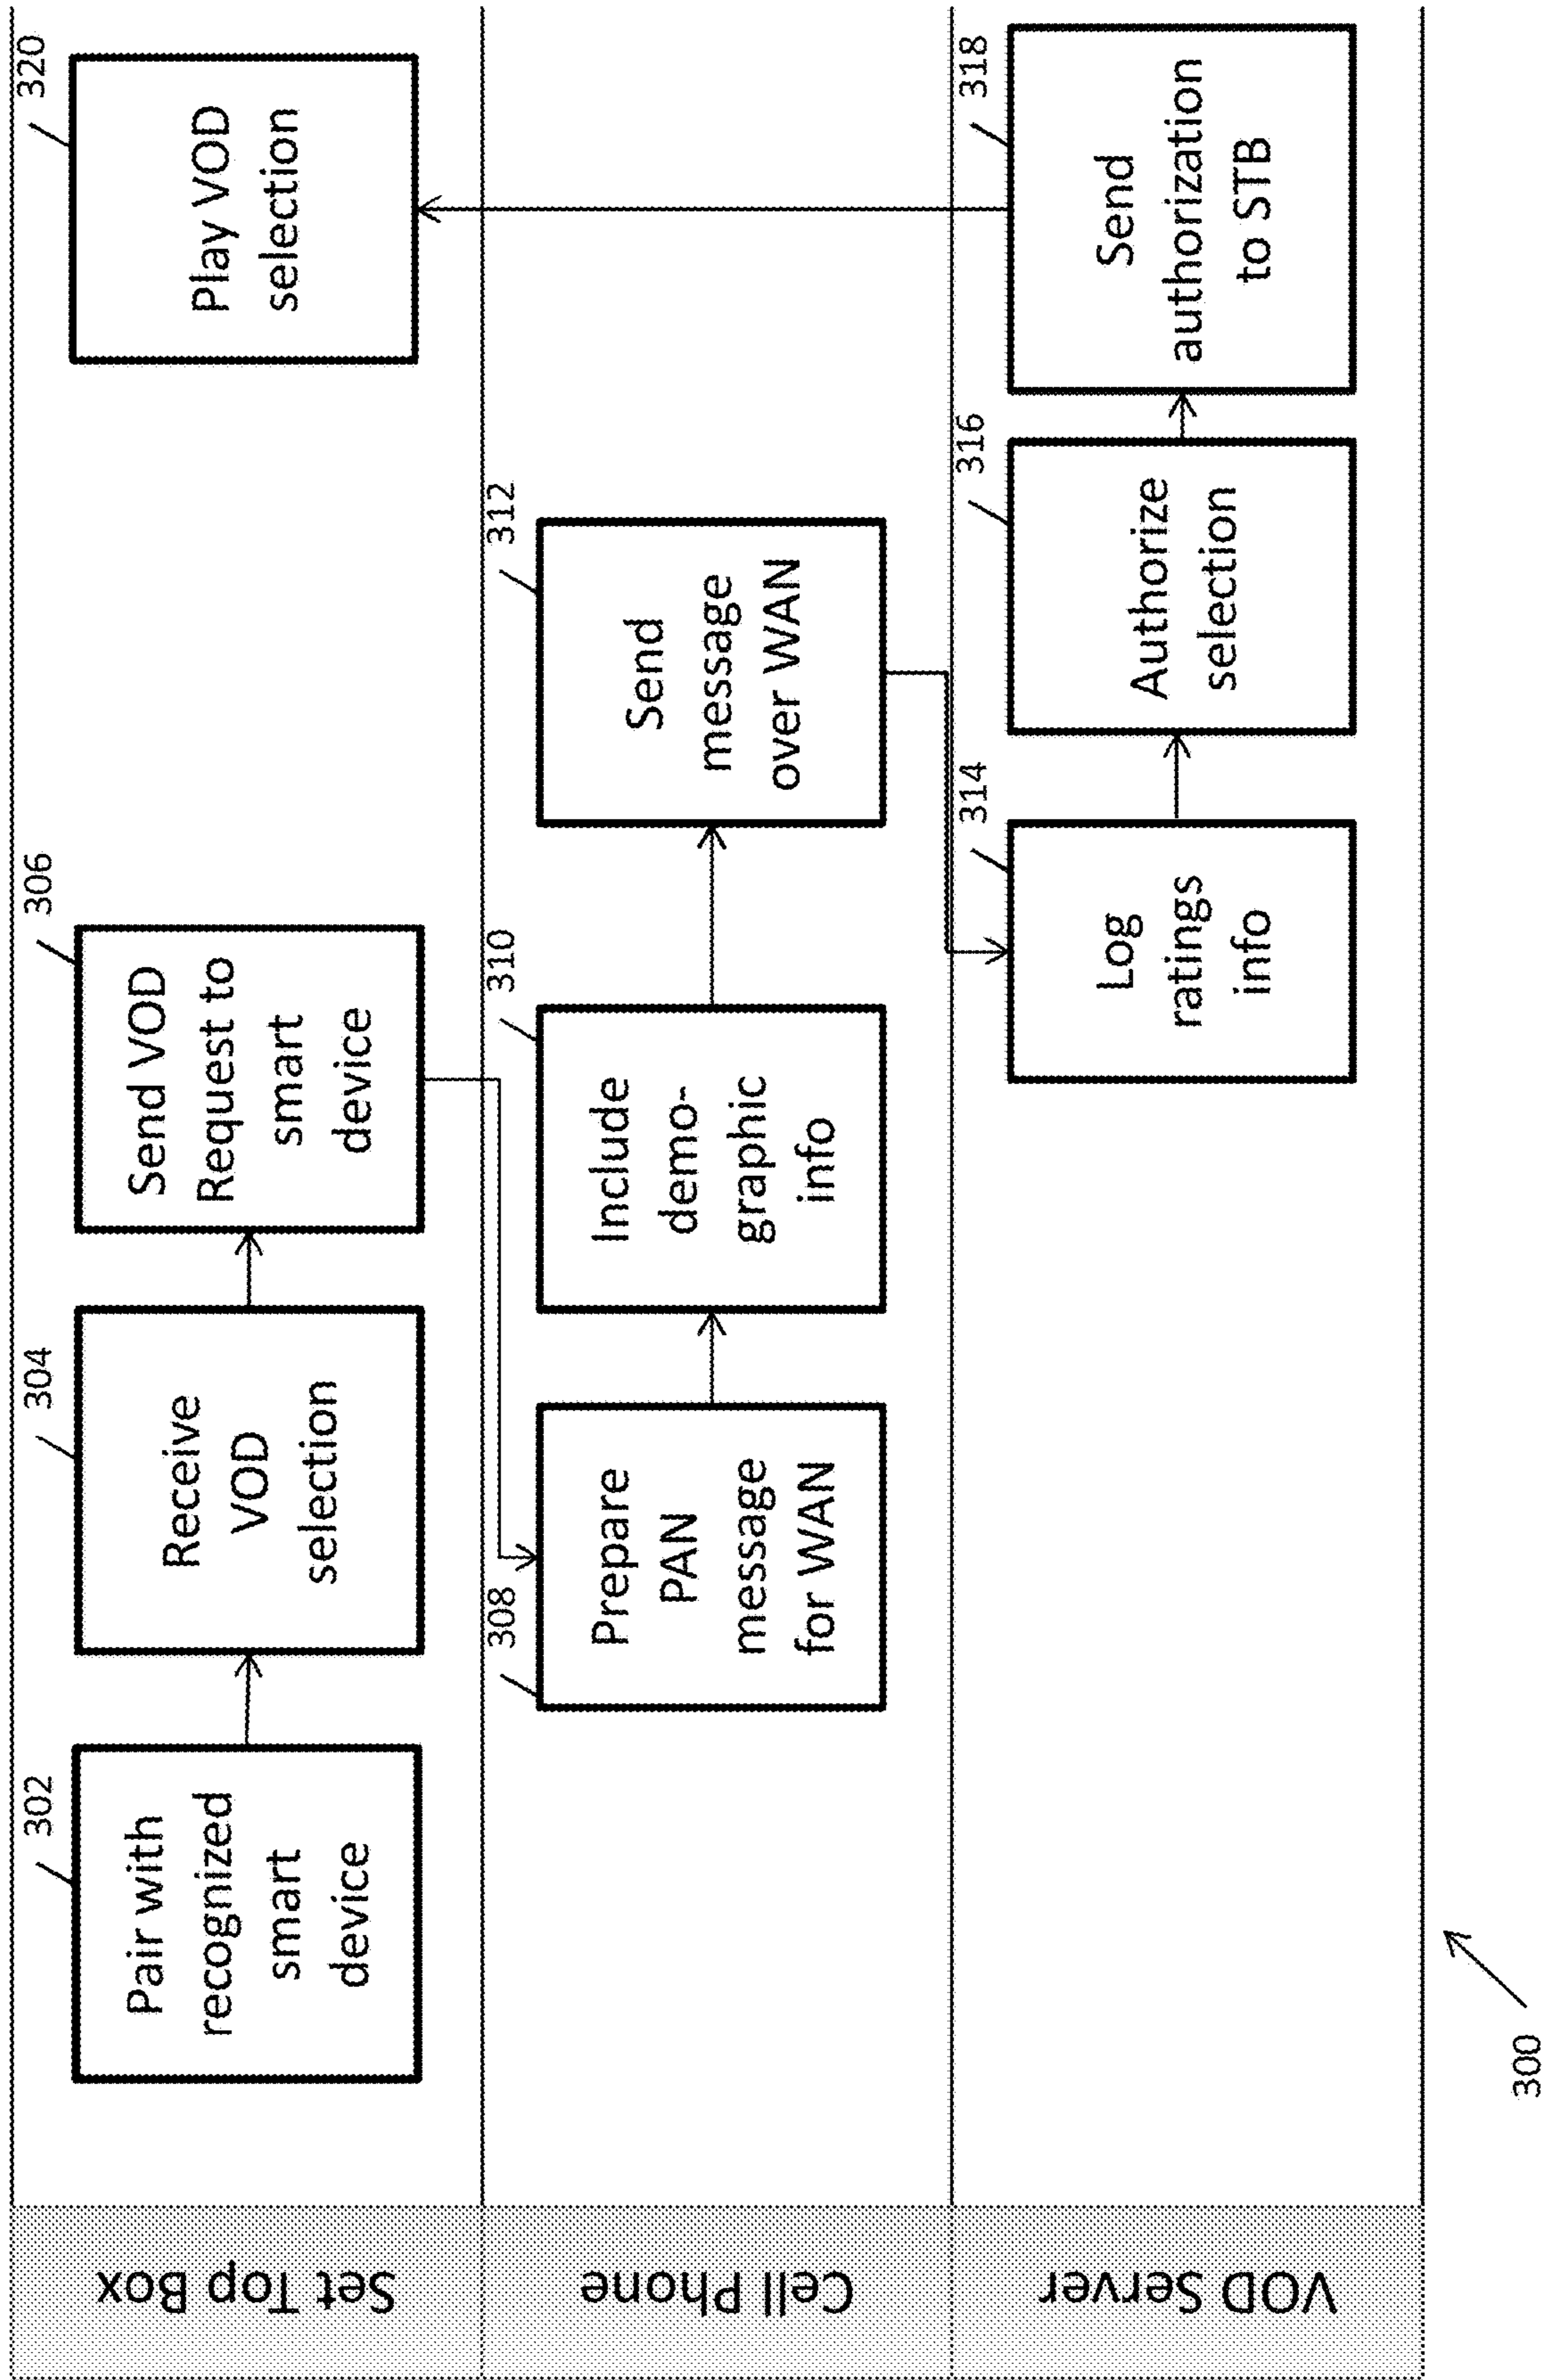 Set Top Box
302
Pair with
recognized
smart
device
304
Receive
VOD
selection
306
Send VOD
Request to
smart
device
320
Play VOD
selection
Cell Phone
308
Prepare
PAN
message
for WAN
310
Include
demo-
graphic
info
312
Send
message
over WAN
VOD Server
314
Log
ratings
info
316
Authorize
selection
318
Send
authorization
to STB
300